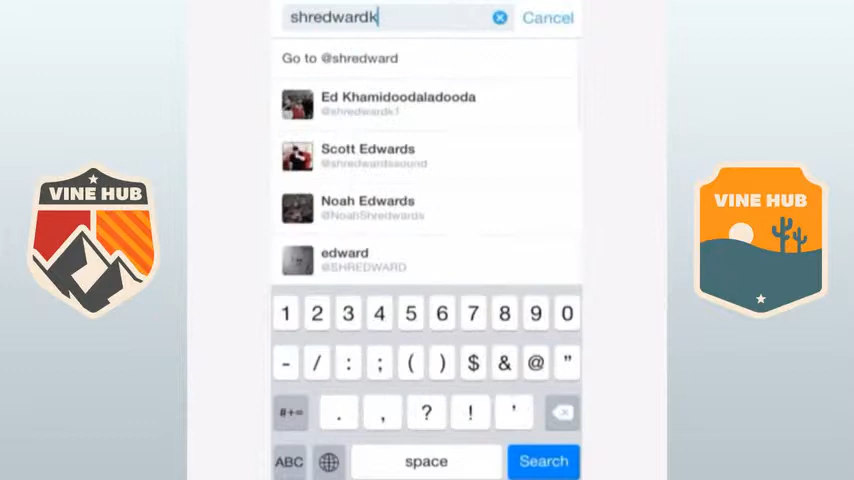 shredwardk
Cancel
Go to @shredward
Ed Khamidoodaladooda
@shredwardk1
Scott Edwards
@shredwardssound
Noah Edwards
@NoahShredwards
edward
@SHREDWARD
VINE HUB
VINE HUB
1 2 3 4 5 6 7 8 9 0
- / : ; ( ) $ & @ "
#+= . , ? ! '
ABC space Search